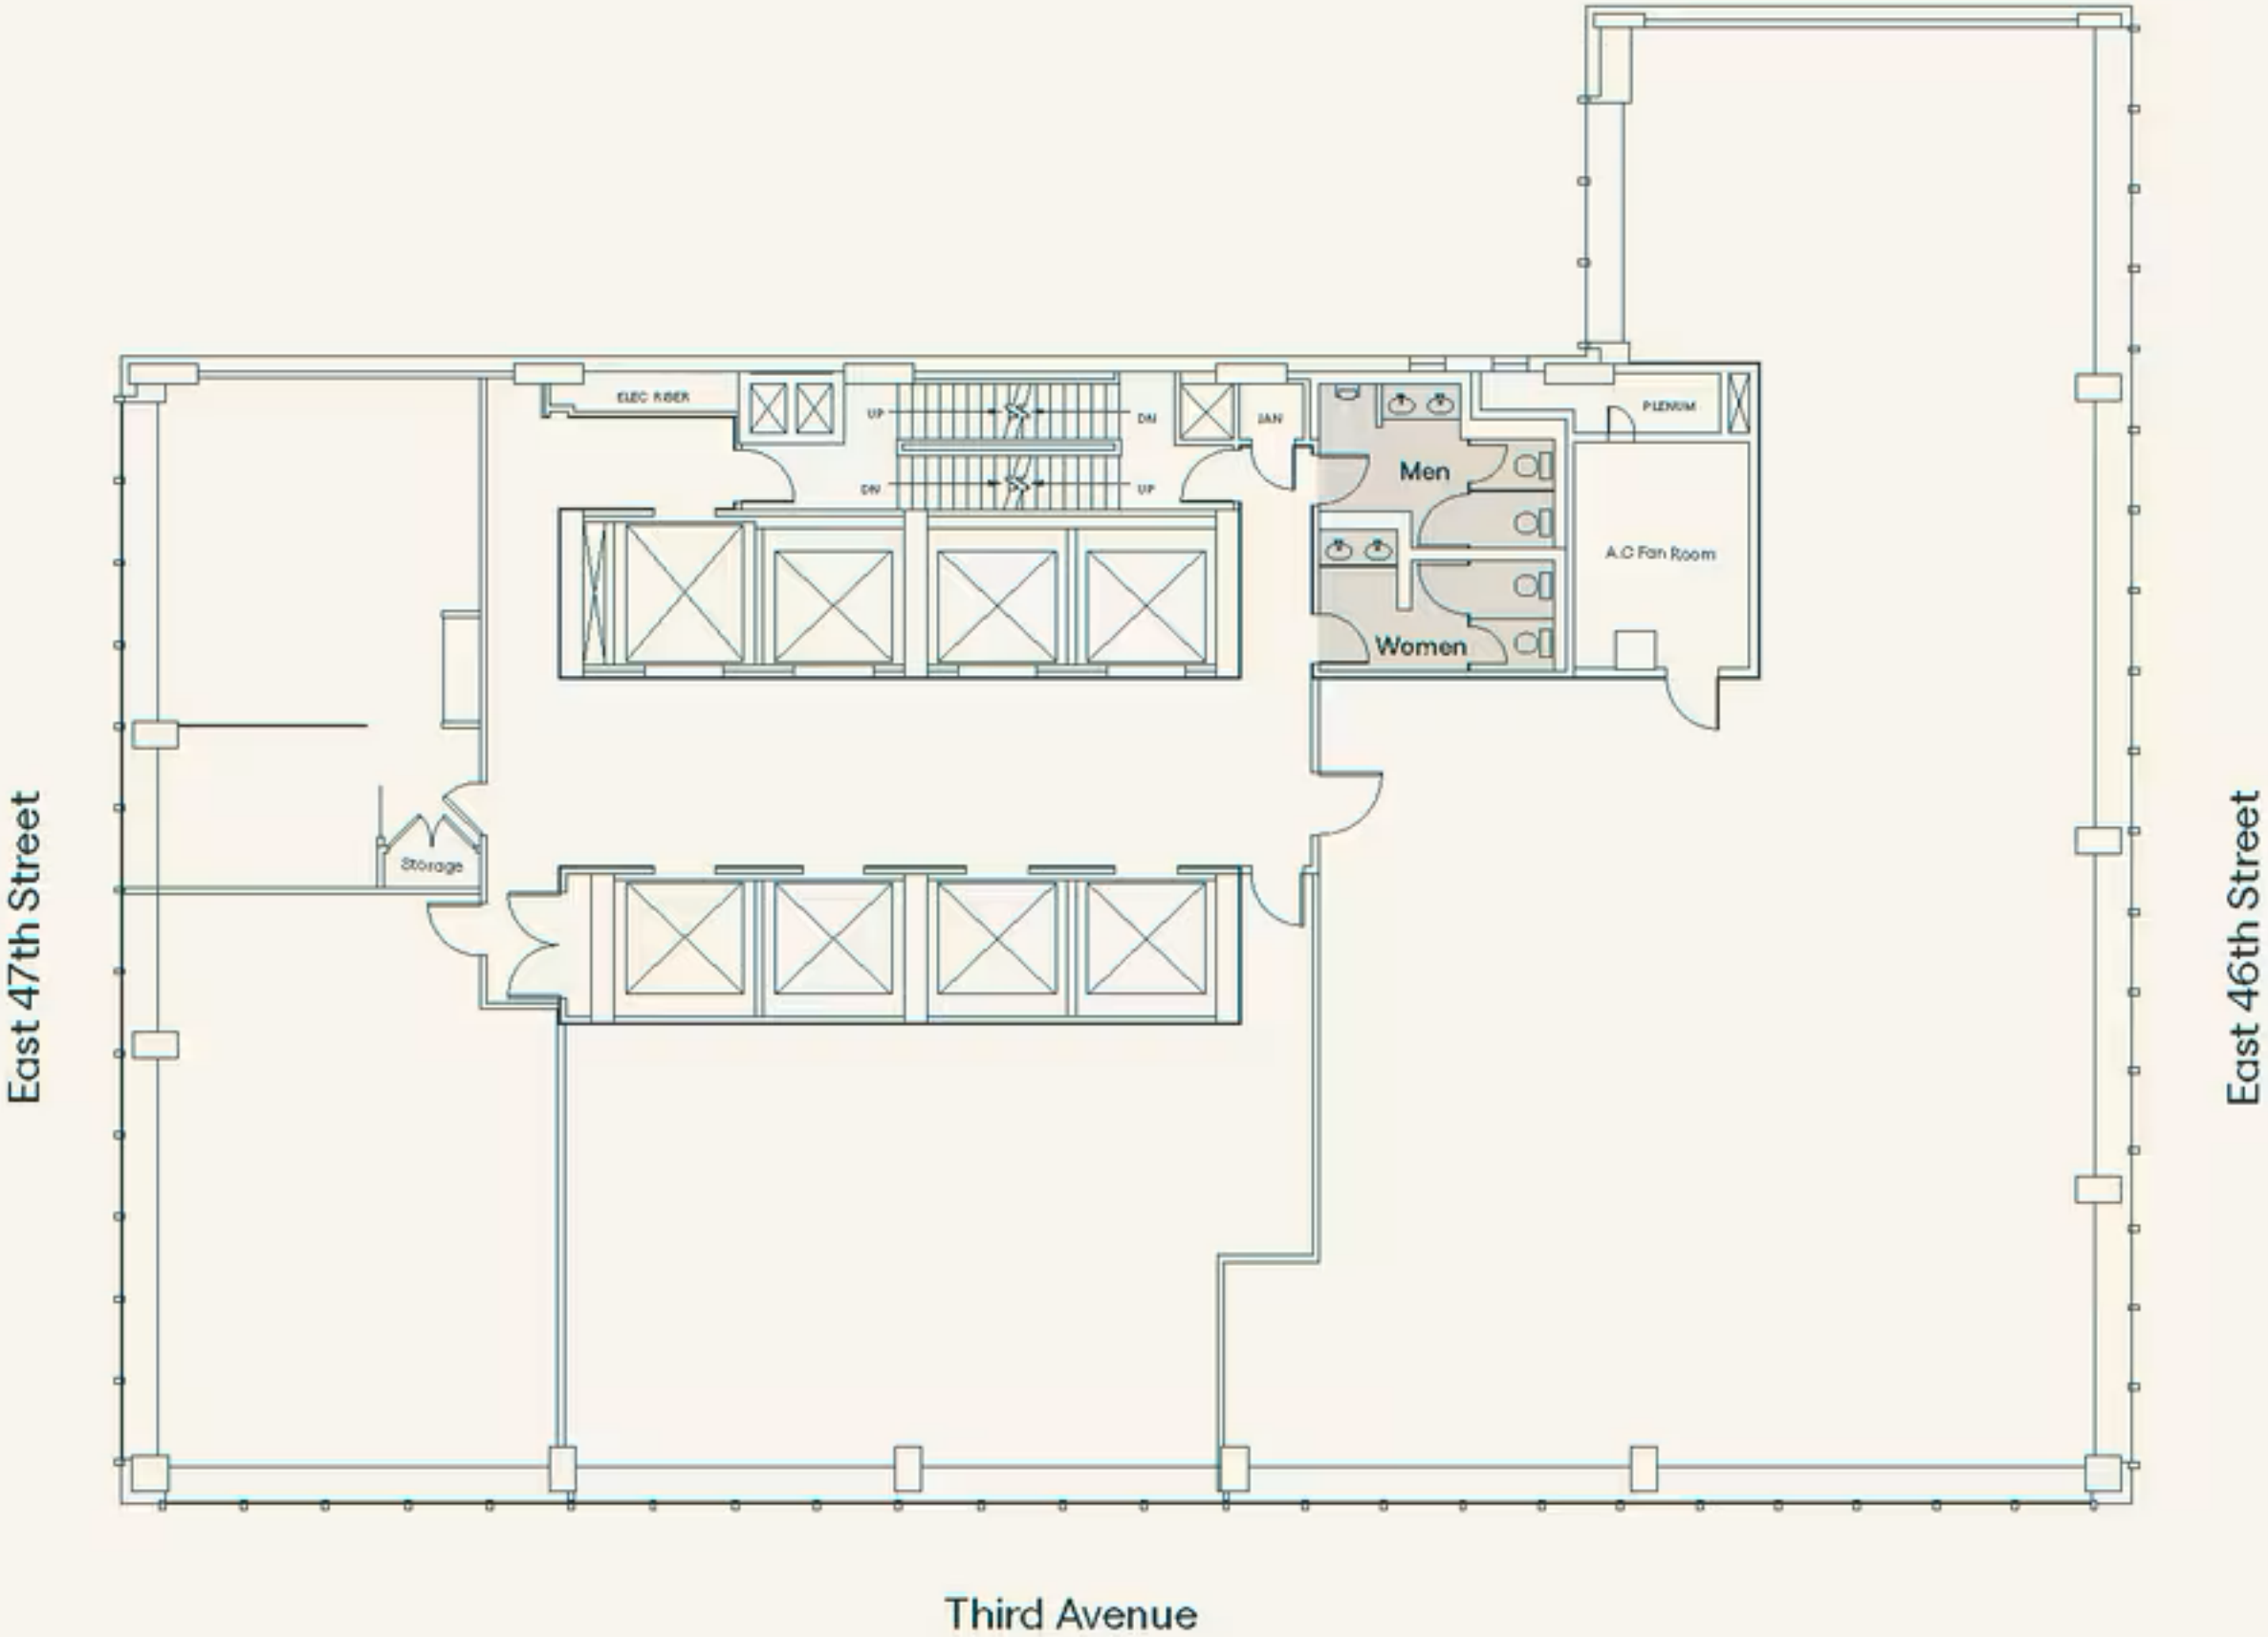 ELEC RISER
UP
DN
JAN
PLENUM
Men
DN
UP
A.C Fan Room
Women
Storage
East 47th Street
East 46th Street
Third Avenue